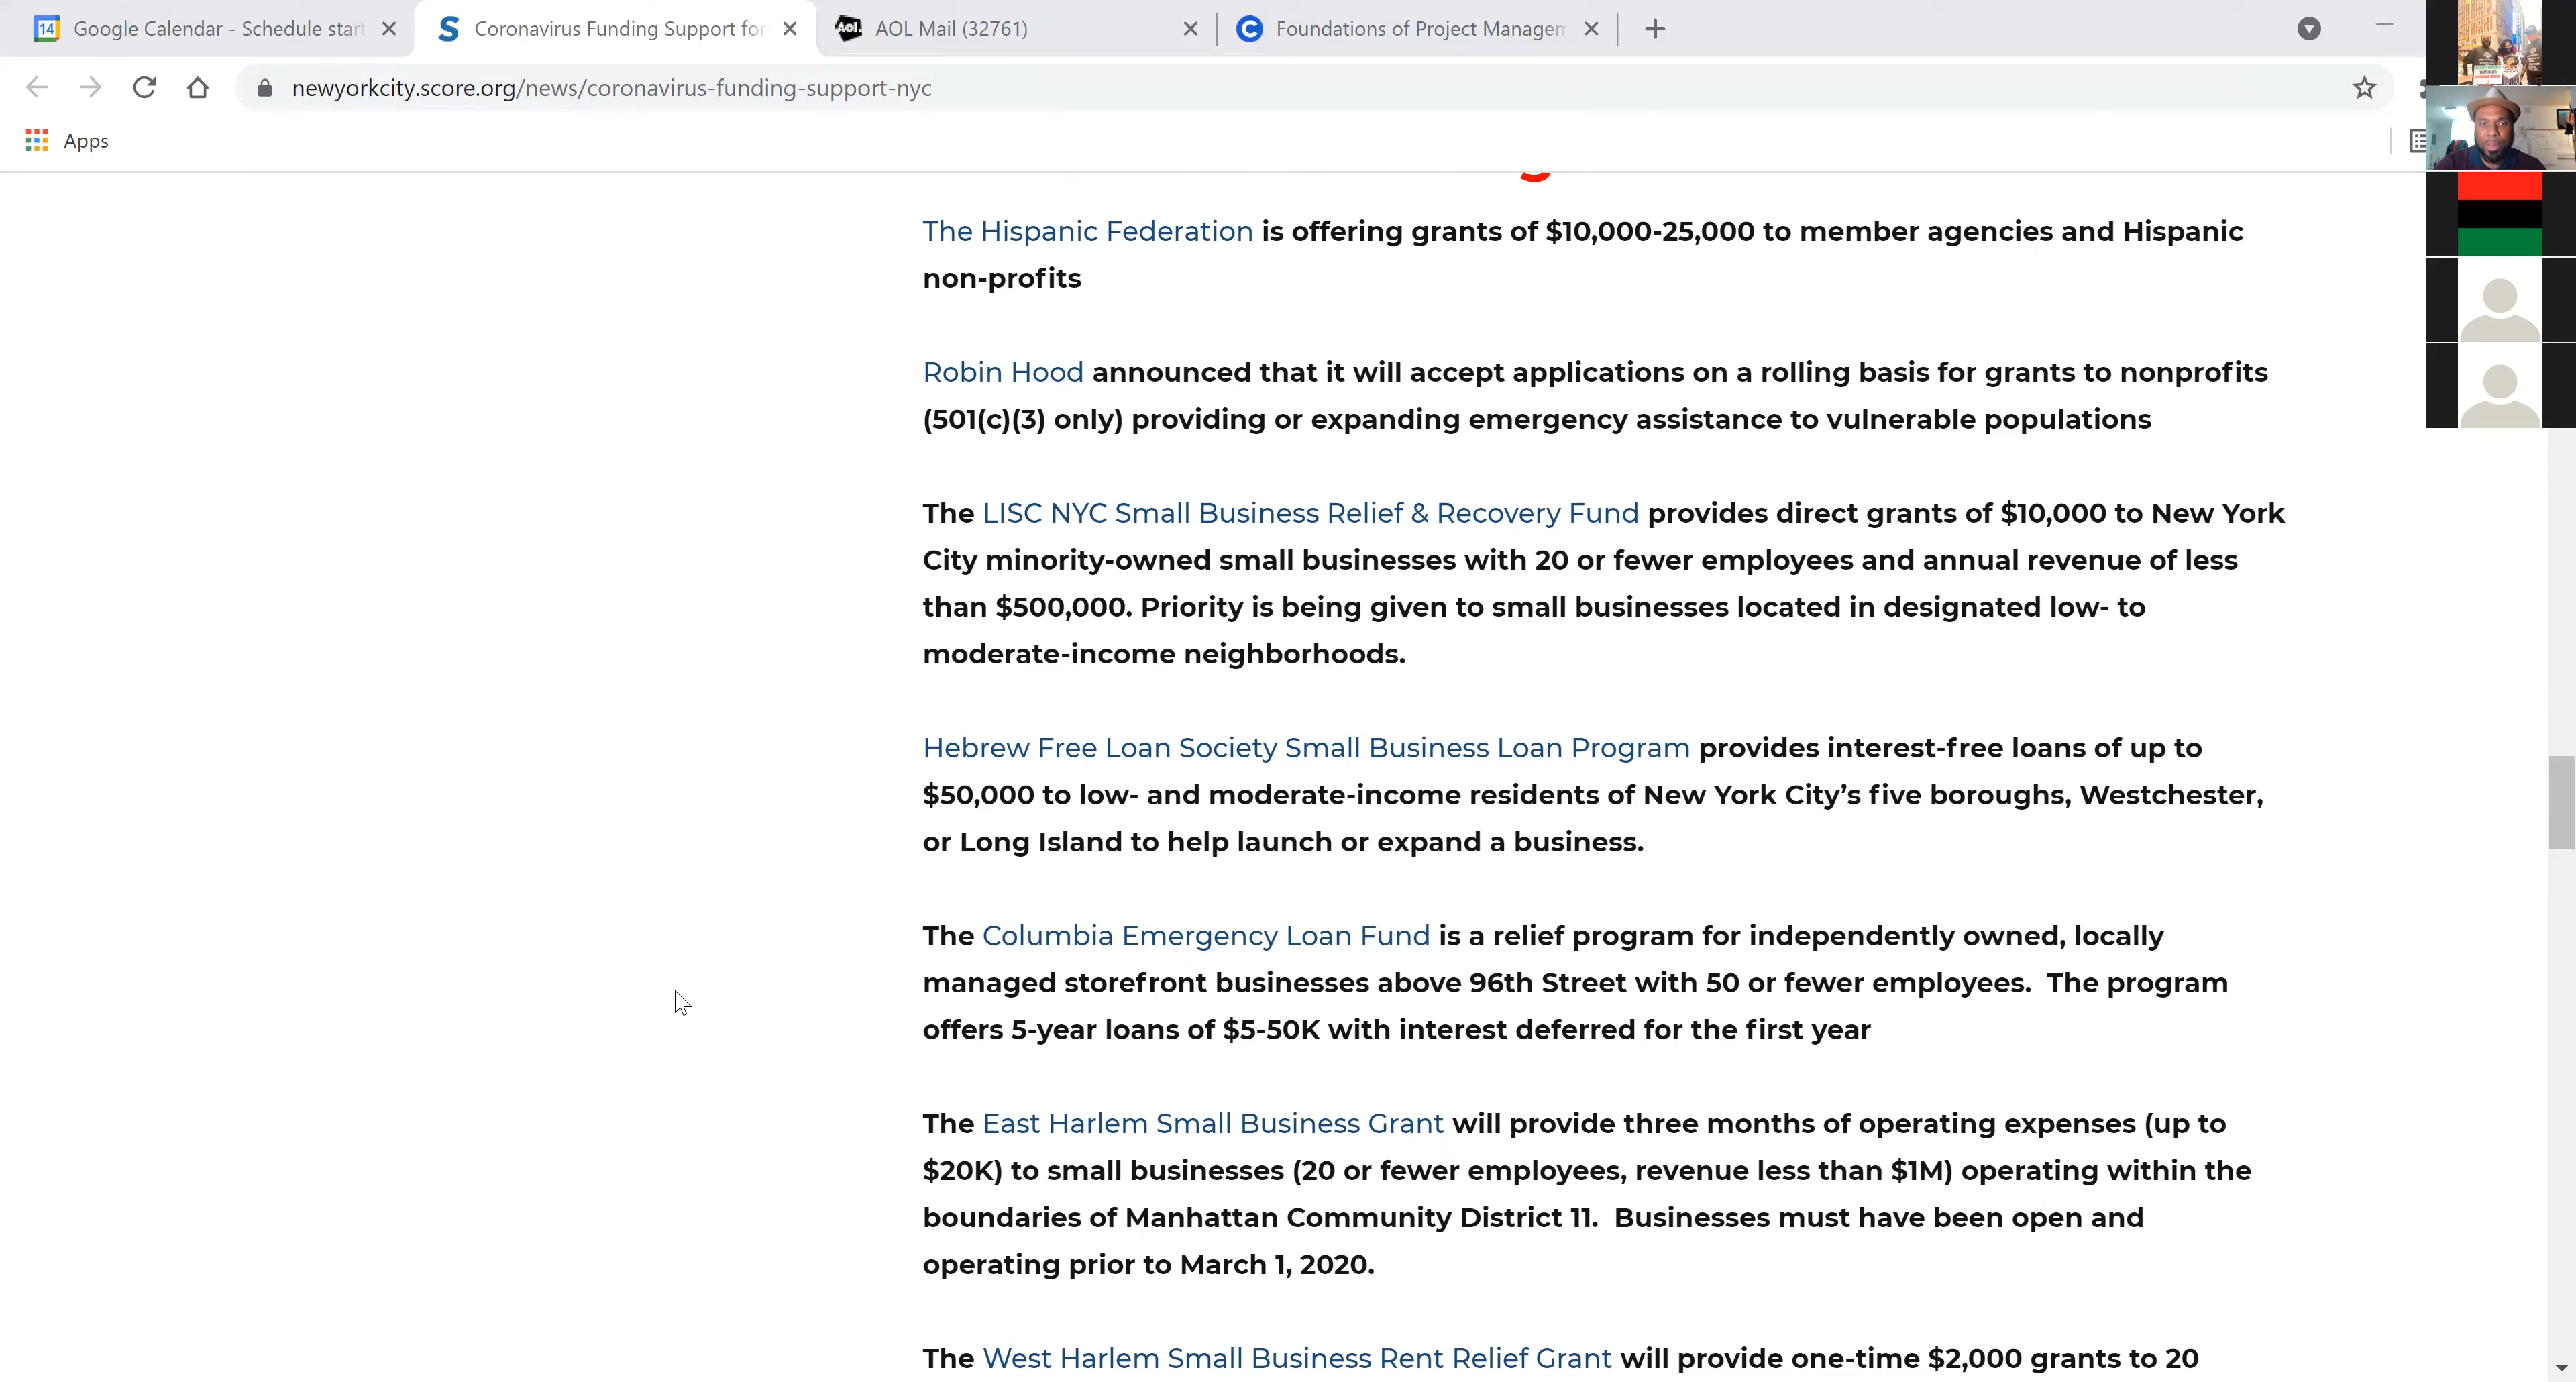 14 Google Calendar - Schedule start
Coronavirus Funding Support for
Aol. AOL Mail (32761)
Foundations of Project Managem
newyorkcity.score.org/news/coronavirus-funding-support-nyc
Apps
The Hispanic Federation is offering grants of $10,000-25,000 to member agencies and Hispanic
non-profits
Robin Hood announced that it will accept applications on a rolling basis for grants to nonprofits
(501(c)(3) only) providing or expanding emergency assistance to vulnerable populations
The LISC NYC Small Business Relief & Recovery Fund provides direct grants of $10,000 to New York
City minority-owned small businesses with 20 or fewer employees and annual revenue of less
than $500,000. Priority is being given to small businesses located in designated low- to
moderate-income neighborhoods.
Hebrew Free Loan Society Small Business Loan Program provides interest-free loans of up to
$50,000 to low- and moderate-income residents of New York City’s five boroughs, Westchester,
or Long Island to help launch or expand a business.
The Columbia Emergency Loan Fund is a relief program for independently owned, locally
managed storefront businesses above 96th Street with 50 or fewer employees.  The program
offers 5-year loans of $5-50K with interest deferred for the first year
The East Harlem Small Business Grant will provide three months of operating expenses (up to
$20K) to small businesses (20 or fewer employees, revenue less than $1M) operating within the
boundaries of Manhattan Community District 11.  Businesses must have been open and
operating prior to March 1, 2020.
The West Harlem Small Business Rent Relief Grant will provide one-time $2,000 grants to 20